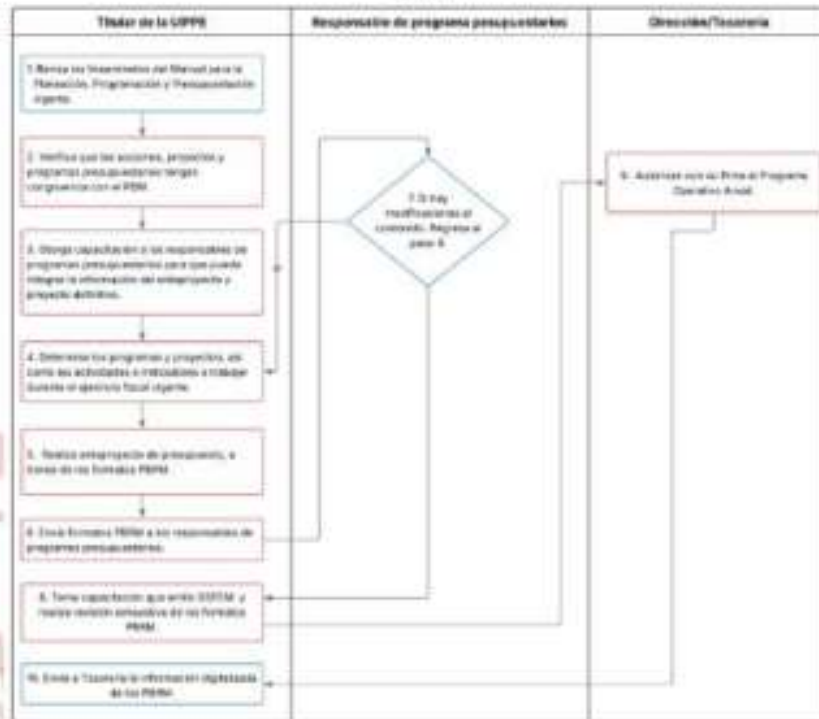 Titular de la UIPPE
Responsable de programa presupuestarios
Dirección/Tesorería
1. Revisa los lineamientos del Manual para la
Planeación, Programación y Presupuestación
vigente.
2. Verifica que las acciones, proyectos y
programas presupuestarios tengan
congruencia con el PDM.
3. Otorga capacitación a los responsables de
programas presupuestarios para que puedan
integrar la información del anteproyecto y
proyecto definitivo.
4. Determina los programas y proyectos, así
como las actividades e indicadores a trabajar
durante el ejercicio fiscal vigente.
5. Realiza anteproyecto de presupuesto, a
través de los formatos PBRM
6. Envía formatos PBRM a los responsables de
programas presupuestarios.
7. Si hay
modificaciones al
contenido. Regresa al
paso 4.
8. Toma capacitación que emite y
realiza revisión exhaustiva de los formatos
PBRM.
9. Autorizan con su firma el Programa
Operativo Anual.
10. Envía a Tesorería la información digitalizada
de los PBRM